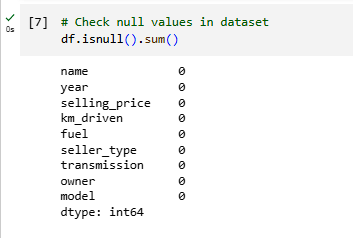 [7] # Check null values in dataset
0s df.isnull().sum()
name 0
year 0
selling_price 0
km_driven 0
fuel 0
seller_type 0
transmission 0
owner 0
model 0
dtype: int64